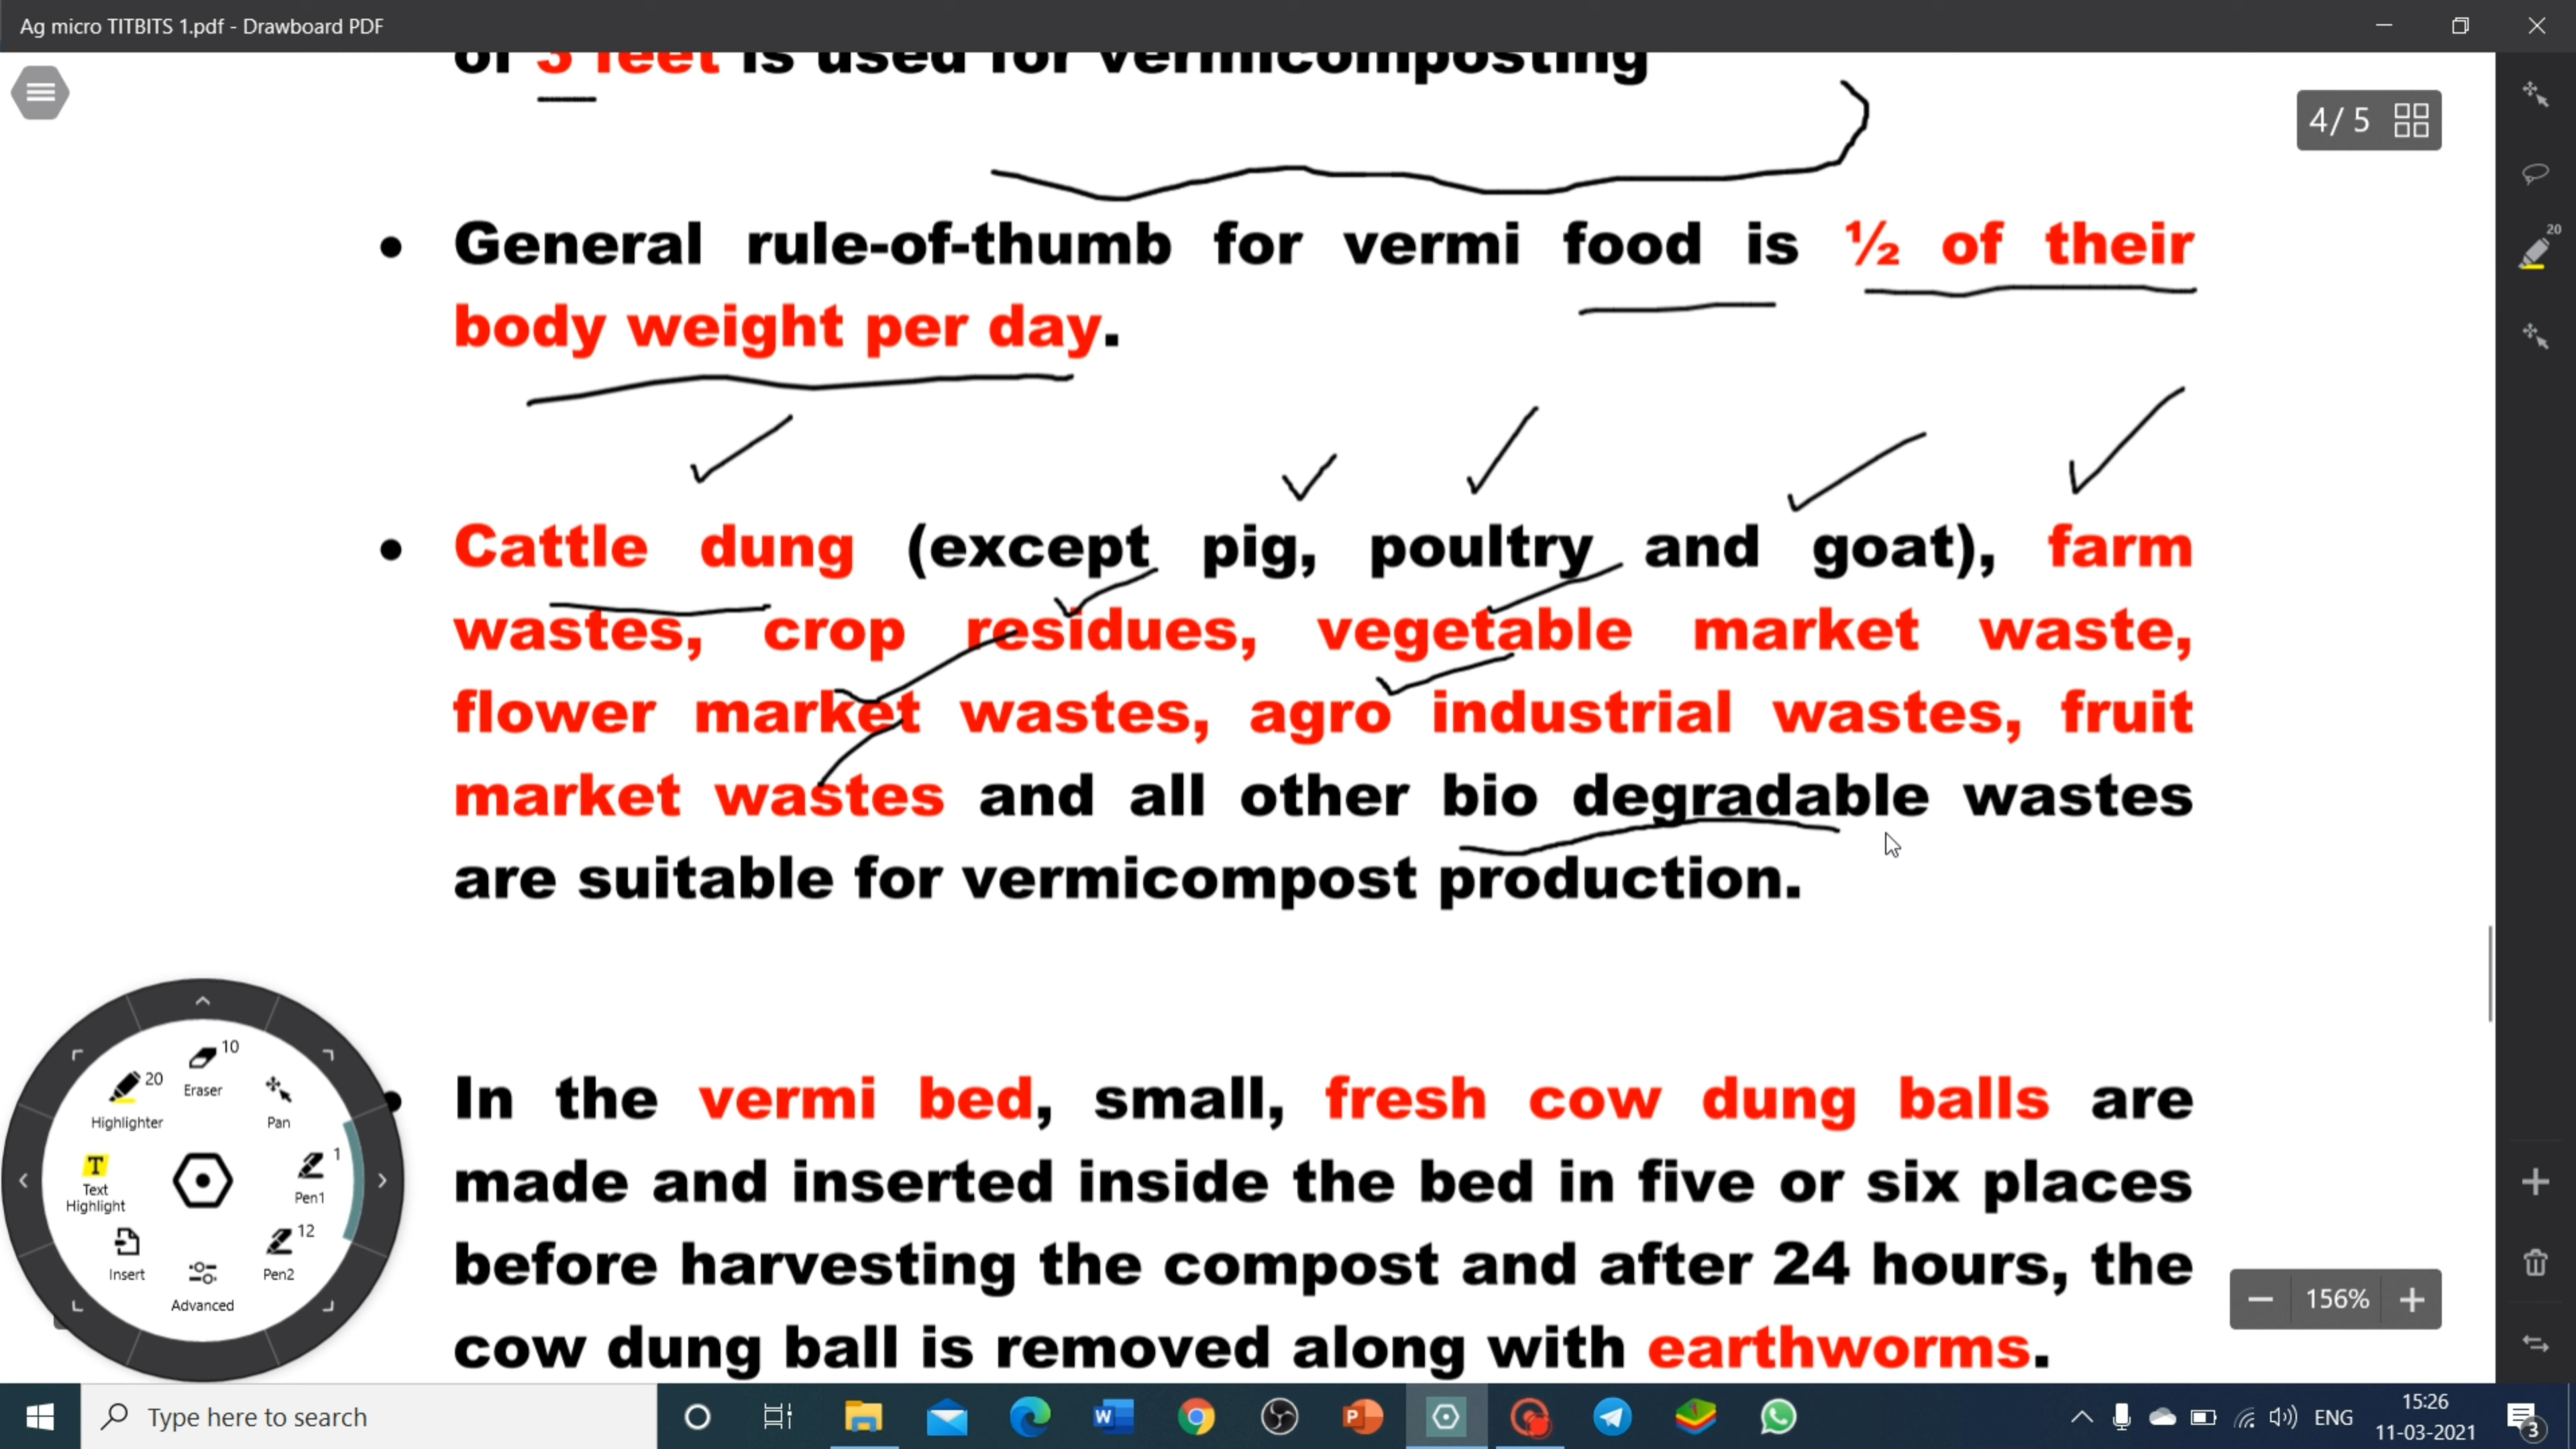 Ag micro TITBITS 1.pdf - Drawboard PDF
of 3 feet is used for vermicomposting
4/ 5
20
• General rule-of-thumb for vermi food is ½ of their
body weight per day.
• Cattle dung (except pig, poultry and goat), farm
wastes, crop residues, vegetable market waste,
flower market wastes, agro industrial wastes, fruit
market wastes and all other bio degradable wastes
are suitable for vermicompost production.
• In the vermi bed, small, fresh cow dung balls are
made and inserted inside the bed in five or six places
before harvesting the compost and after 24 hours, the
cow dung ball is removed along with earthworms.
10
Eraser
20
Highlighter
Pan
T
Text
Highlight
1
Pen1
Insert
12
Pen2
Advanced
156%
Type here to search
ENG
15:26
11-03-2021
3